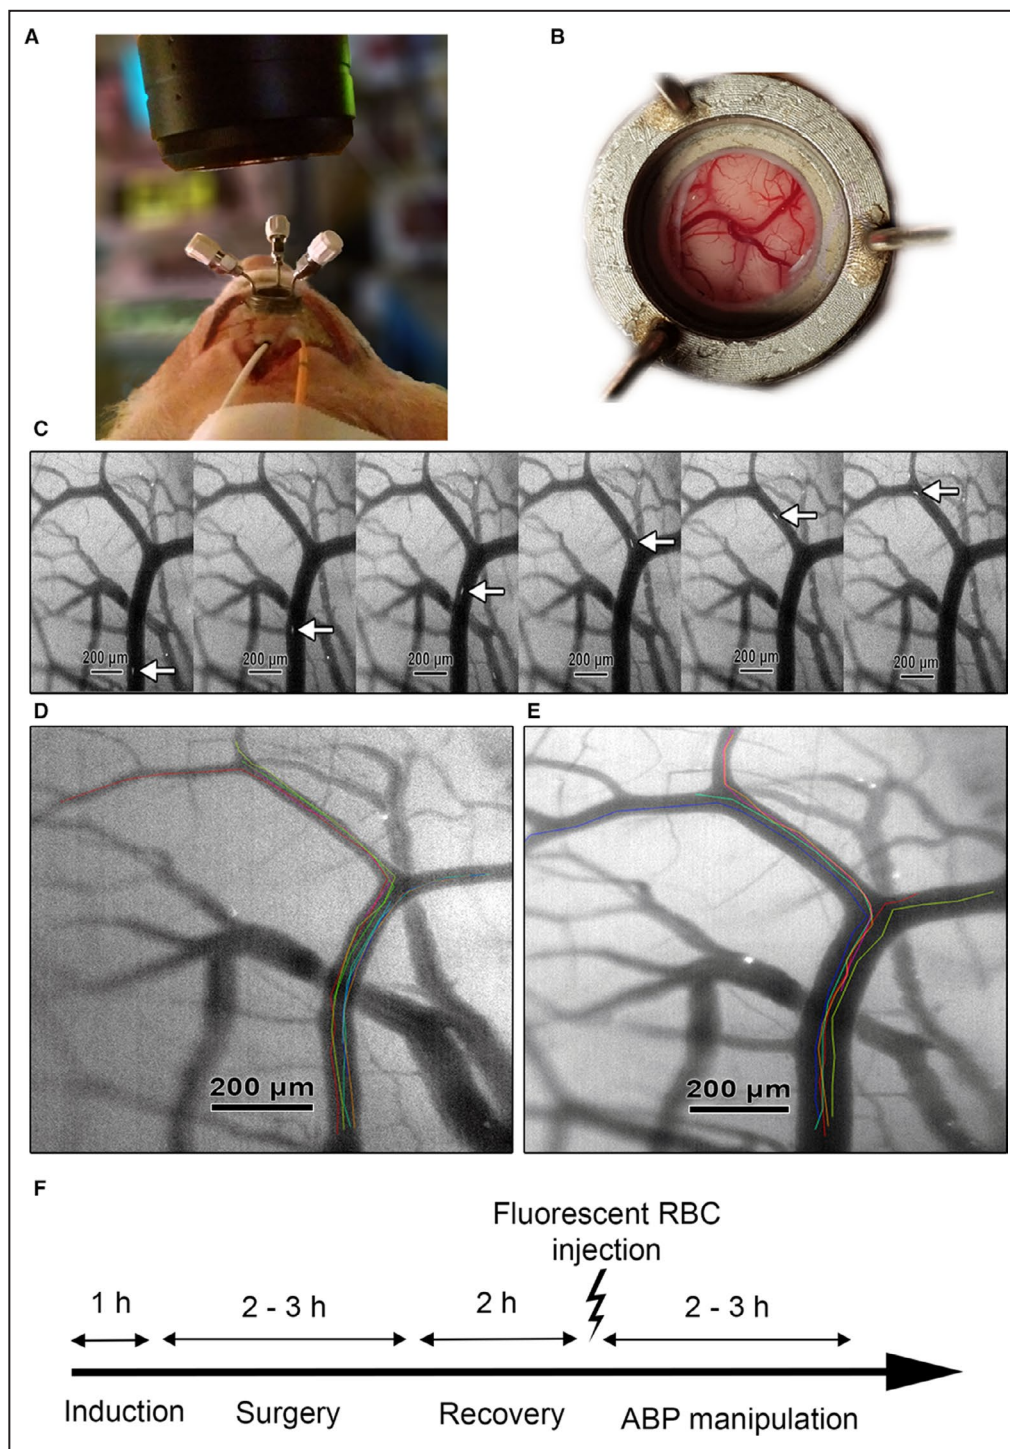 A
B
C
200 µm
200 µm
200 µm
200 µm
200 µm
200 µm
D
E
200 µm
200 µm
F
Fluorescent RBC
injection
1 h
2 - 3 h
2 h
2 - 3 h
Induction
Surgery
Recovery
ABP manipulation